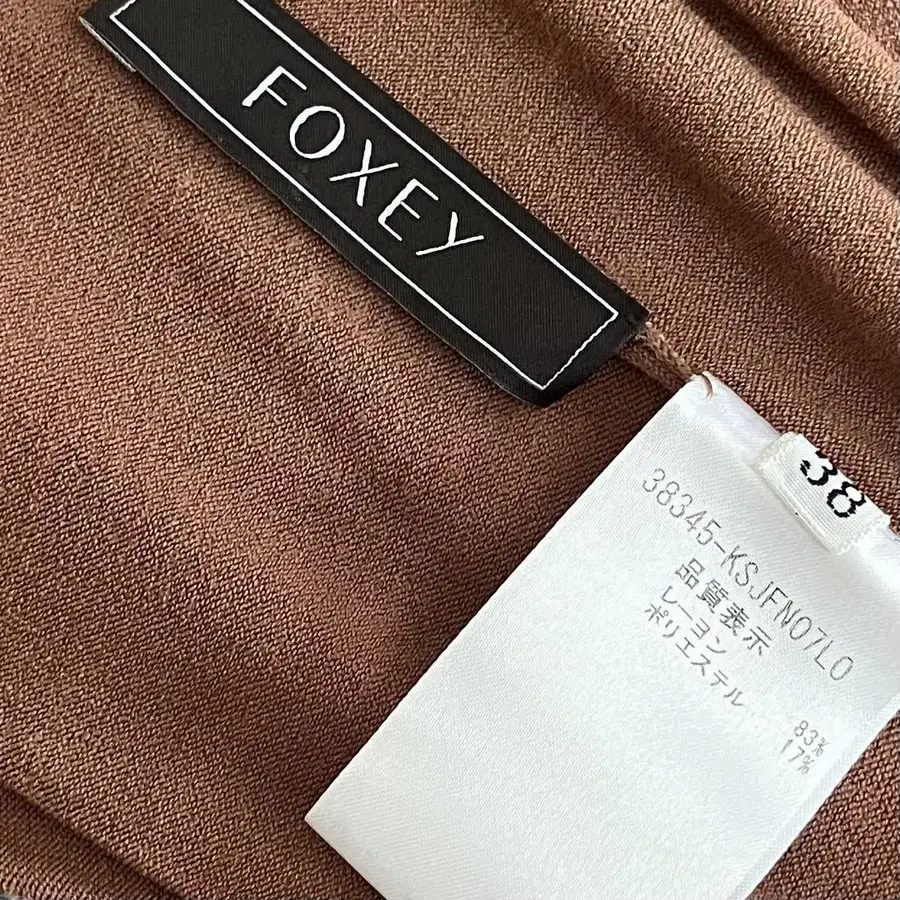 FOXEY
38
38345-KSJFN07LO
品質表示
レーヨン 83%
ポリエステル 17%